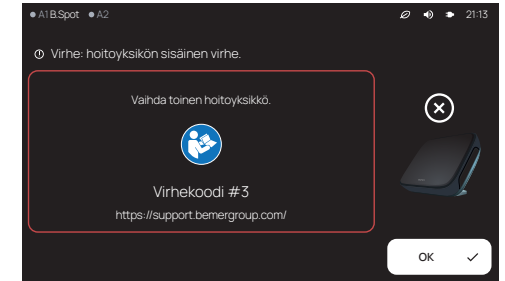 A1 B.Spot A2 21:13
Virhe: hoitoyksikön sisäinen virhe.
Vaihda toinen hoitoyksikkö.
Virhekoodi #3
https://support.bemergroup.com/
OK